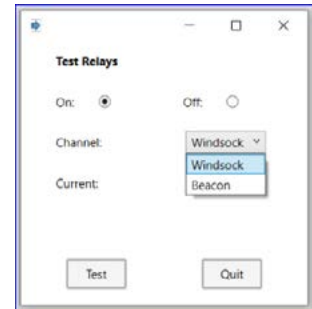 Test Relays
On: Off:
Channel: Windsock
Windsock
Beacon
Current:
Test Quit